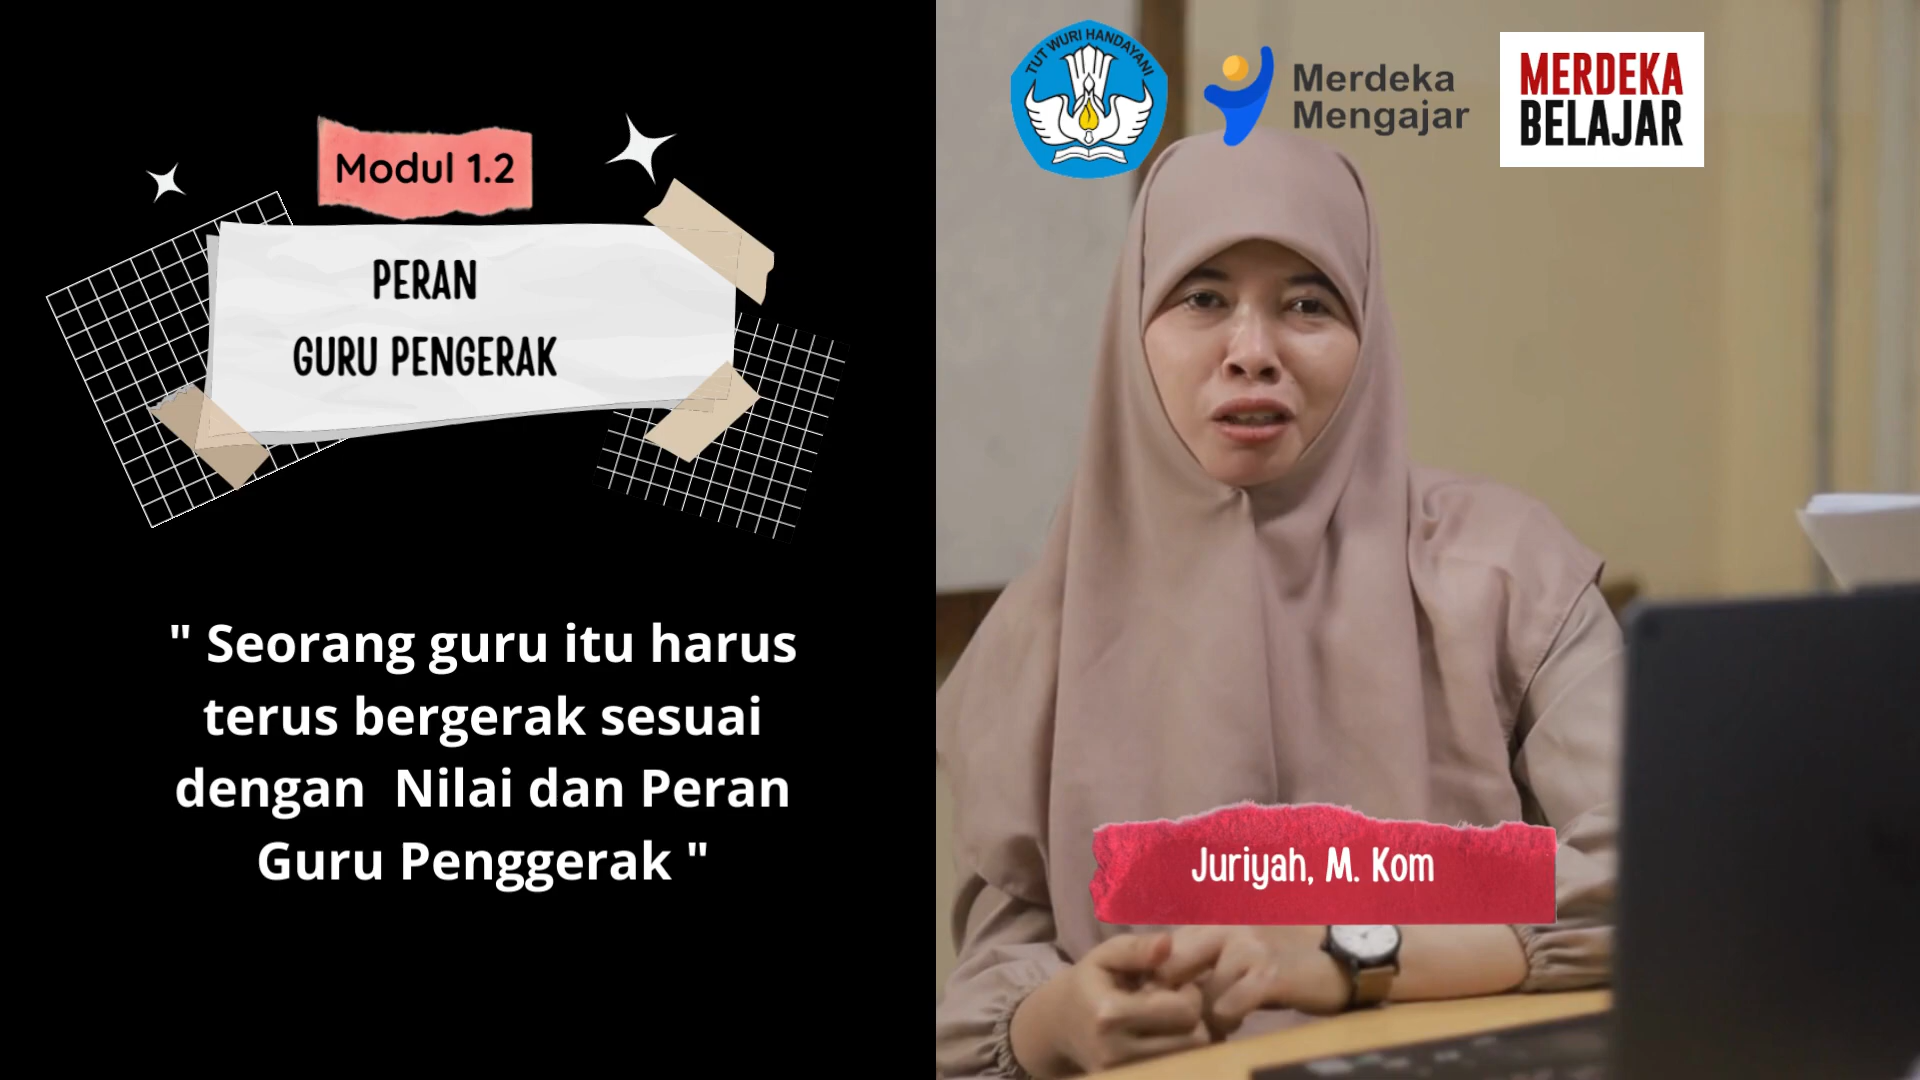 Modul 1.2
PERAN
GURU PENGERAK
" Seorang guru itu harus
terus bergerak sesuai
dengan  Nilai dan Peran
Guru Penggerak "
TUT WURI HANDAYANI
Merdeka
Mengajar
MERDEKA
BELAJAR
Juriyah, M. Kom